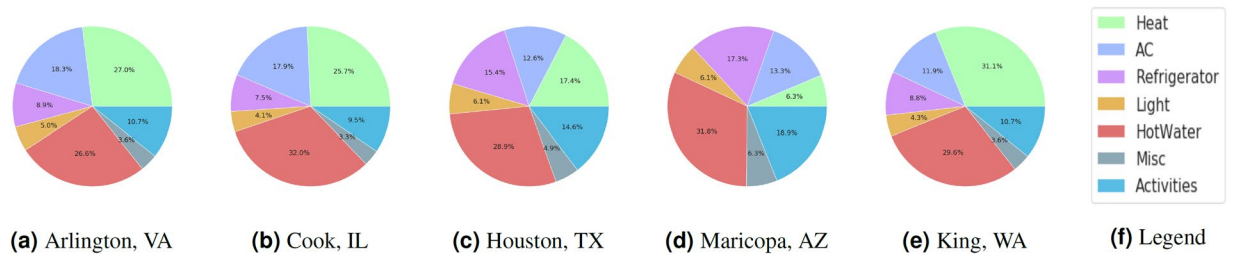 27.0%
18.3%
8.9%
5.0%
26.6%
3.6%
10.7%
(a) Arlington, VA
25.7%
17.9%
7.5%
4.1%
32.0%
3.3%
9.5%
(b) Cook, IL
17.4%
12.6%
15.4%
6.1%
28.9%
4.9%
14.6%
(c) Houston, TX
6.3%
13.3%
17.3%
6.1%
31.8%
6.3%
18.9%
(d) Maricopa, AZ
31.1%
11.9%
8.8%
4.3%
29.6%
3.6%
10.7%
(e) King, WA
Heat
AC
Refrigerator
Light
HotWater
Misc
Activities
(f) Legend